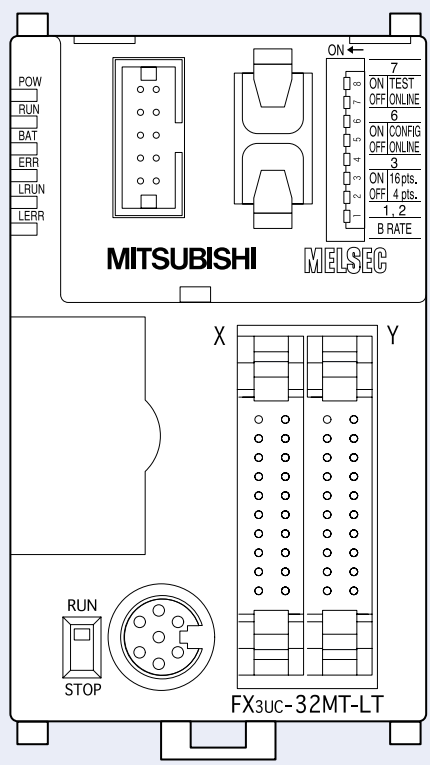 ON ←
POW
RUN
BAT
ERR
LRUN
LERR
8
7
6
5
4
3
2
1
7
ON TEST
OFF ONLINE
6
ON CONFIG
OFF ONLINE
3
ON 16pts.
OFF 4 pts.
1, 2
B RATE
MITSUBISHI MELSEC
X Y
RUN
STOP
FX3UC-32MT-LT